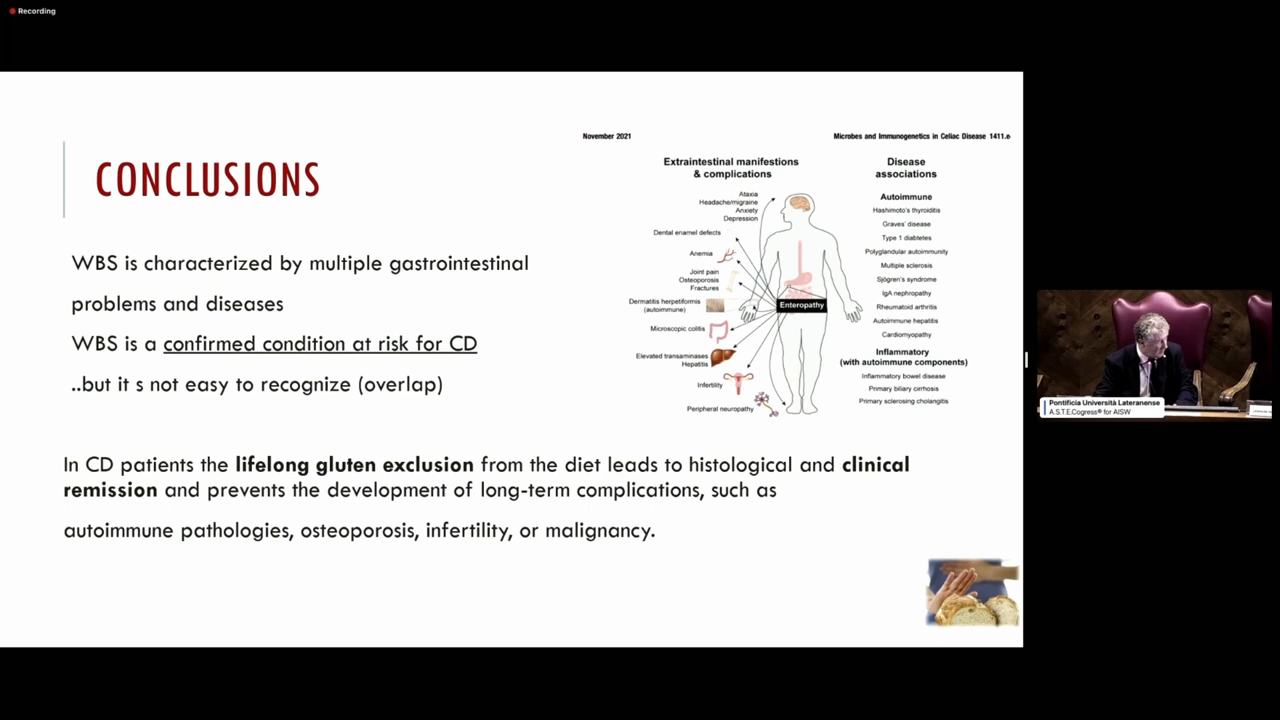 Recording
CONCLUSIONS
WBS is characterized by multiple gastrointestinal
problems and diseases
WBS is a confirmed condition at risk for CD
..but it s not easy to recognize (overlap)
November 2021
Microbes and Immunogenetics in Celiac Disease 1411.e
Extraintestinal manifestations
& complications
Ataxia
Headache/migraine
Anxiety
Depression
Dental enamel defects
Anemia
Joint pain
Osteoporosis
Fractures
Dermatitis herpetiformis
(autoimmune)
Microscopic colitis
Elevated transaminases
Hepatitis
Infertility
Peripheral neuropathy
Enteropathy
Disease
associations
Autoimmune
Hashimoto's thyroiditis
Graves' disease
Type 1 diabtetes
Polyglandular autoimmunity
Multiple sclerosis
Sjögren's syndrome
IgA nephropathy
Rheumatoid arthritis
Autoimmune hepatitis
Cardiomyopathy
Inflammatory
(with autoimmune components)
Inflammatory bowel disease
Primary biliary cirrhosis
Primary sclerosing cholangitis
In CD patients the lifelong gluten exclusion from the diet leads to histological and clinical
remission and prevents the development of long-term complications, such as
autoimmune pathologies, osteoporosis, infertility, or malignancy.
Pontificia Università Lateranense
A.S.T.E.Cogress® for AISW